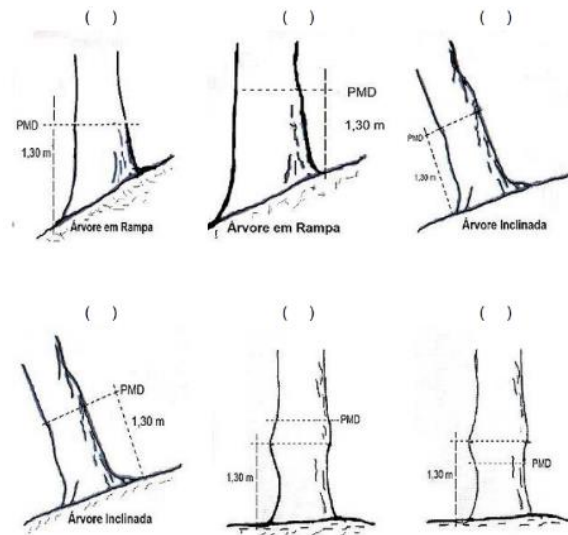 ( ) ( ) ( )
PMD
1,30 m
Árvore em Rampa
PMD
1,30 m
Árvore em Rampa
PMD
1,30 m
Árvore Inclinada
( ) ( ) ( )
PMD
1,30 m
Árvore Inclinada
PMD
1,30 m
1,30 m
PMD